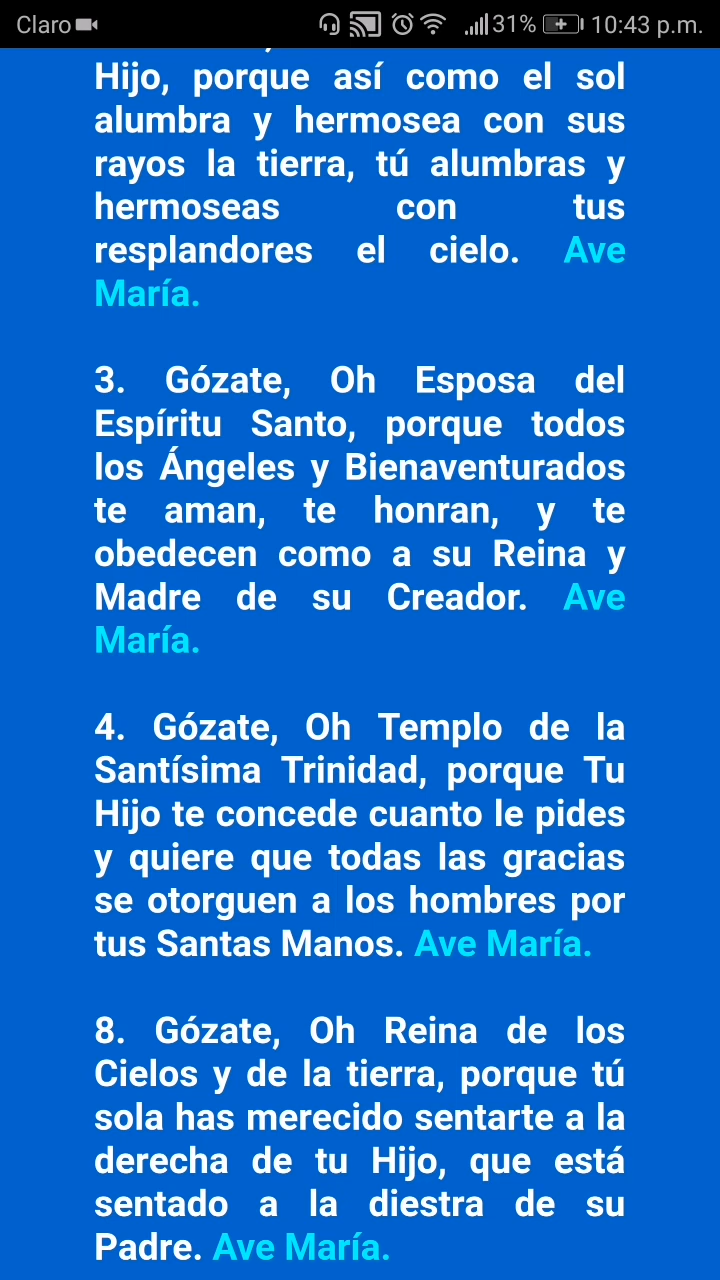 Claro 31% 10:43 p.m.
Hijo, porque así como el sol
alumbra y hermosea con sus
rayos la tierra, tú alumbras y
hermoseas con tus
resplandores el cielo. Ave
María.
3. Gózate, Oh Esposa del
Espíritu Santo, porque todos
los Ángeles y Bienaventurados
te aman, te honran, y te
obedecen como a su Reina y
Madre de su Creador. Ave
María.
4. Gózate, Oh Templo de la
Santísima Trinidad, porque Tu
Hijo te concede cuanto le pides
y quiere que todas las gracias
se otorguen a los hombres por
tus Santas Manos. Ave María.
8. Gózate, Oh Reina de los
Cielos y de la tierra, porque tú
sola has merecido sentarte a la
derecha de tu Hijo, que está
sentado a la diestra de su
Padre. Ave María.